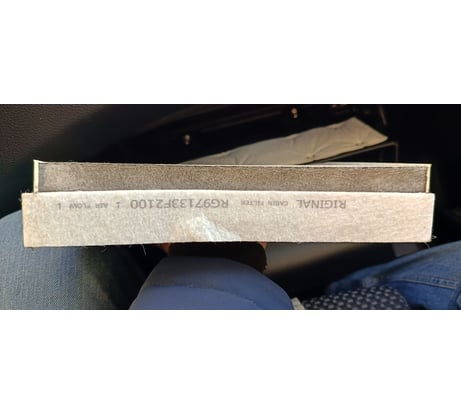 RIGINAL CABIN FILTER RG97133F2100 ↓ AIR FLOW ↓